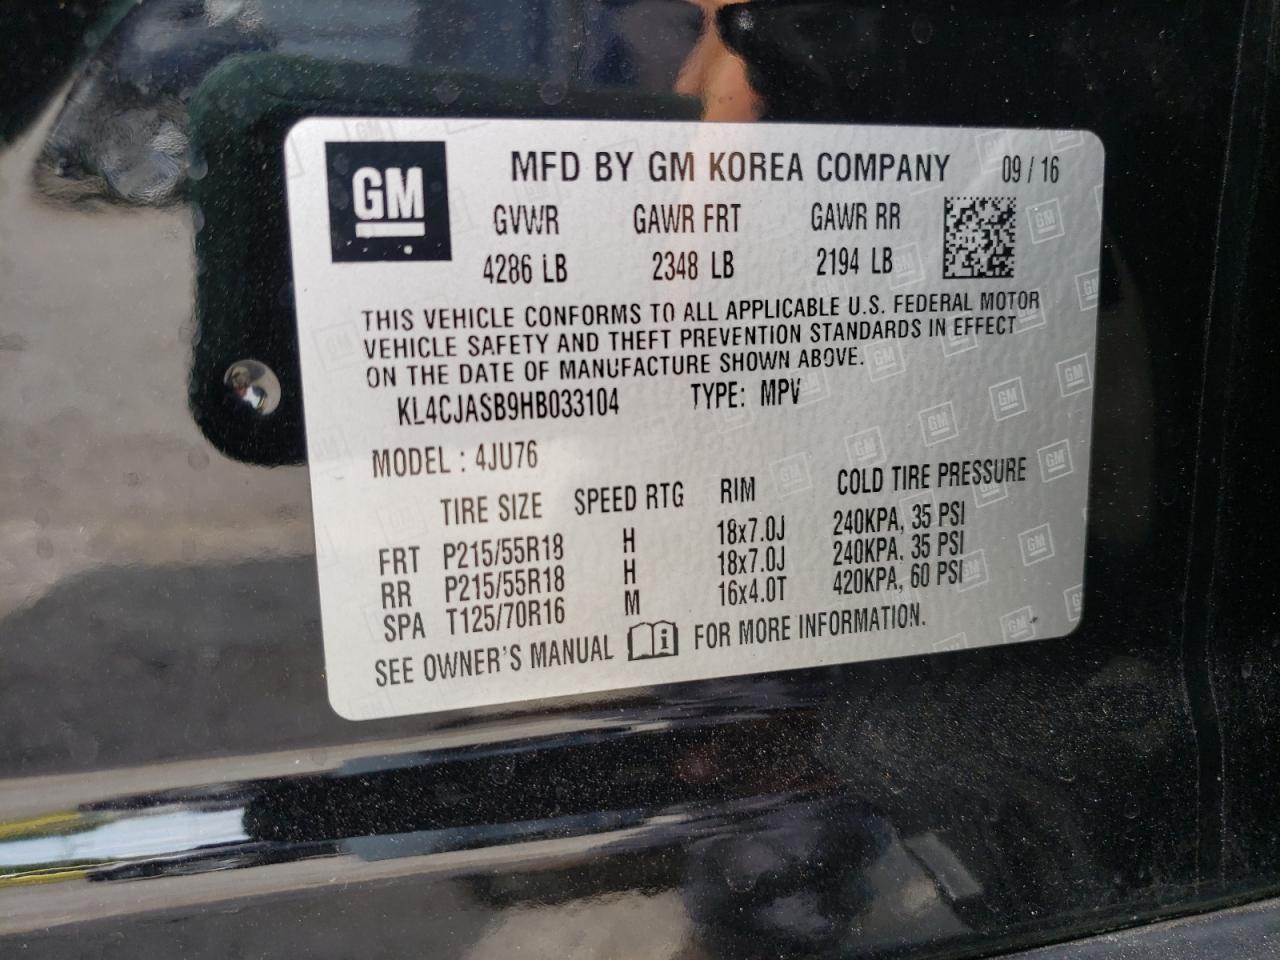 GM MFD BY GM KOREA COMPANY 09 / 16
GVWR GAWR FRT GAWR RR
4286 LB 2348 LB 2194 LB
THIS VEHICLE CONFORMS TO ALL APPLICABLE U.S. FEDERAL MOTOR
VEHICLE SAFETY AND THEFT PREVENTION STANDARDS IN EFFECT
ON THE DATE OF MANUFACTURE SHOWN ABOVE.
KL4CJASB9HB033104 TYPE: MPV
MODEL : 4JU76
TIRE SIZE SPEED RTG RIM COLD TIRE PRESSURE
FRT P215/55R18 H 18x7.0J 240KPA, 35 PSI
RR P215/55R18 H 18x7.0J 240KPA, 35 PSI
SPA T125/70R16 M 16x4.0T 420KPA, 60 PSI
SEE OWNER'S MANUAL i FOR MORE INFORMATION.